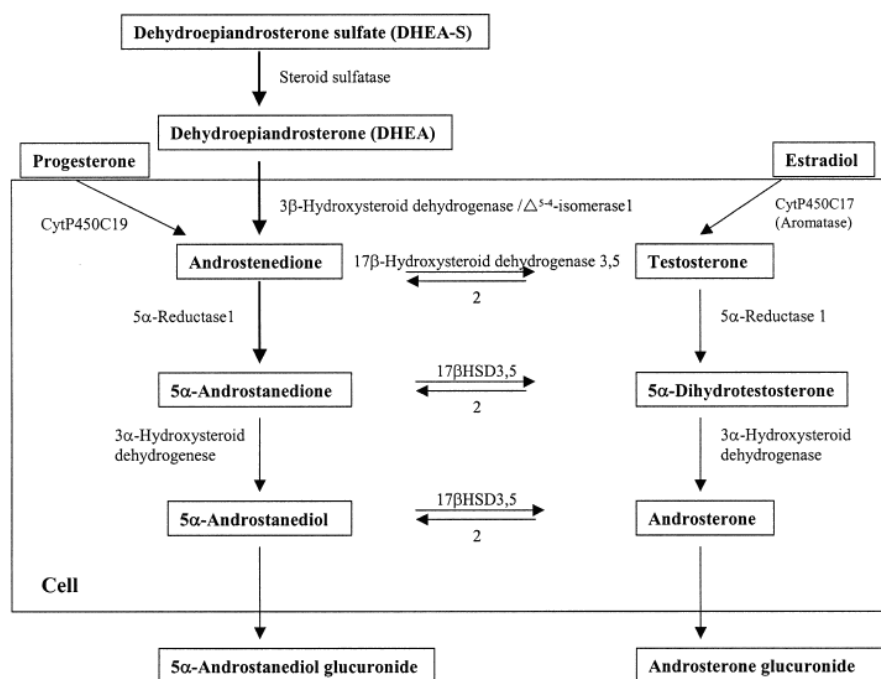 Dehydroepiandrosterone sulfate (DHEA-S)
Steroid sulfatase
Dehydroepiandrosterone (DHEA)
Progesterone
Estradiol
3β-Hydroxysteroid dehydrogenase /△⁵⁻⁴-isomerase1
CytP450C19
CytP450C17
(Aromatase)
Androstenedione
17β-Hydroxysteroid dehydrogenase 3,5
2
Testosterone
5α-Reductase1
5α-Reductase 1
5α-Androstanedione
17βHSD3,5
2
5α-Dihydrotestosterone
3α-Hydroxysteroid
dehydrogenese
3α-Hydroxysteroid
dehydrogenase
5α-Androstanediol
17βHSD3,5
2
Androsterone
Cell
5α-Androstanediol glucuronide
Androsterone glucuronide